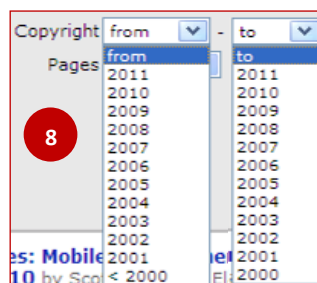 Copyright from - to
Pages from to
2011 2011
2010 2010
2009 2009
8 2008 2008
2007 2007
2006 2006
2005 2005
2004 2004
2003 2003
2002 2002
es: Mobile 2001 2001
10 by < 2000 2000